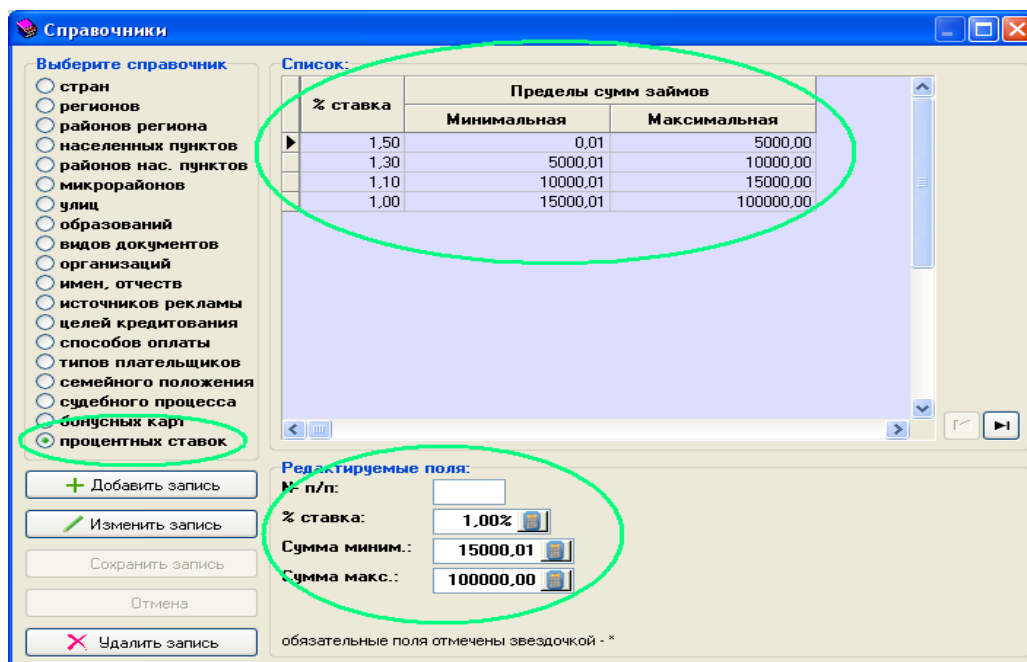 Справочники
Выберите справочник
стран
регионов
районов региона
населенных пунктов
районов нас. пунктов
микрорайонов
улиц
образований
видов документов
организаций
имен, отчеств
источников рекламы
целей кредитования
способов оплаты
типов плательщиков
семейного положения
судебного процесса
бонусных карт
процентных ставок
Добавить запись
Изменить запись
Сохранить запись
Отмена
Удалить запись
Список:
% ставка Пределы сумм займов
Минимальная Максимальная
1,50 0,01 5000,00
1,30 5000,01 10000,00
1,10 10000,01 15000,00
1,00 15000,01 100000,00
Редактируемые поля:
№ п/п:
% ставка: 1,00%
Сумма миним.: 15000,01
Сумма макс.: 100000,00
обязательные поля отмечены звездочкой - *